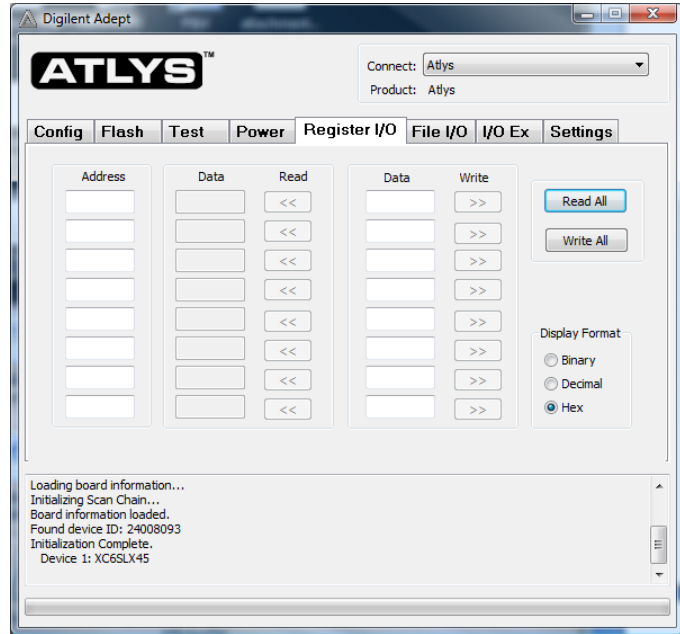 Digilent Adept
ATLYS™
Connect: Atlys
Product: Atlys
Config Flash Test Power Register I/O File I/O I/O Ex Settings
Address Data Read Data Write
<< >> Read All
<< >> Write All
<< >>
<< >>
<< >>
Display Format
<< >> Binary
<< >> Decimal
<< >> Hex
Loading board information...
Initializing Scan Chain...
Board information loaded.
Found device ID: 24008093
Initialization Complete.
Device 1: XC6SLX45